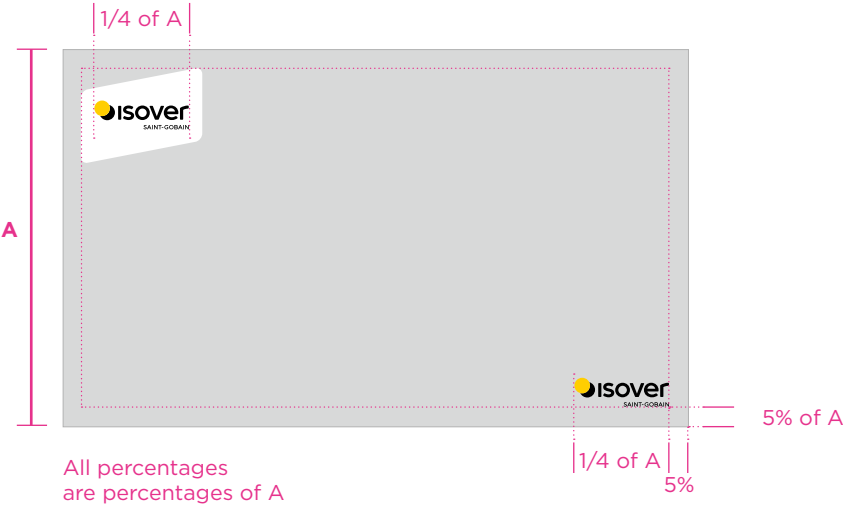 1/4 of A
isover
SAINT-GOBAIN
A
isover
SAINT-GOBAIN
5% of A
1/4 of A
5%
All percentages
are percentages of A